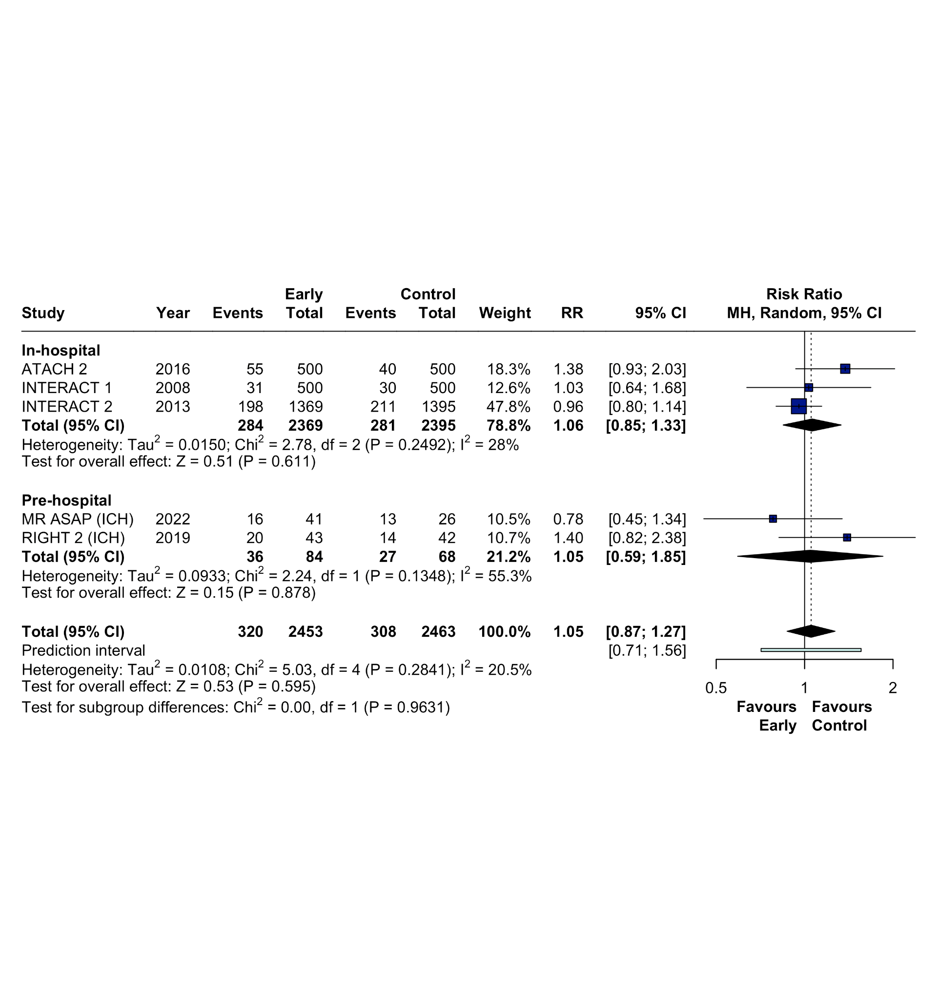 Early Control Risk Ratio
Study Year Events Total Events Total Weight RR 95% CI MH, Random, 95% CI
In-hospital
ATACH 2 2016 55 500 40 500 18.3% 1.38 [0.93; 2.03]
INTERACT 1 2008 31 500 30 500 12.6% 1.03 [0.64; 1.68]
INTERACT 2 2013 198 1369 211 1395 47.8% 0.96 [0.80; 1.14]
Total (95% CI) 284 2369 281 2395 78.8% 1.06 [0.85; 1.33]
Heterogeneity: Tau² = 0.0150; Chi² = 2.78, df = 2 (P = 0.2492); I² = 28%
Test for overall effect: Z = 0.51 (P = 0.611)
Pre-hospital
MR ASAP (ICH) 2022 16 41 13 26 10.5% 0.78 [0.45; 1.34]
RIGHT 2 (ICH) 2019 20 43 14 42 10.7% 1.40 [0.82; 2.38]
Total (95% CI) 36 84 27 68 21.2% 1.05 [0.59; 1.85]
Heterogeneity: Tau² = 0.0933; Chi² = 2.24, df = 1 (P = 0.1348); I² = 55.3%
Test for overall effect: Z = 0.15 (P = 0.878)
Total (95% CI) 320 2453 308 2463 100.0% 1.05 [0.87; 1.27]
Prediction interval [0.71; 1.56]
Heterogeneity: Tau² = 0.0108; Chi² = 5.03, df = 4 (P = 0.2841); I² = 20.5%
Test for overall effect: Z = 0.53 (P = 0.595)
Test for subgroup differences: Chi² = 0.00, df = 1 (P = 0.9631)
0.5 1 2
Favours Favours
Early Control